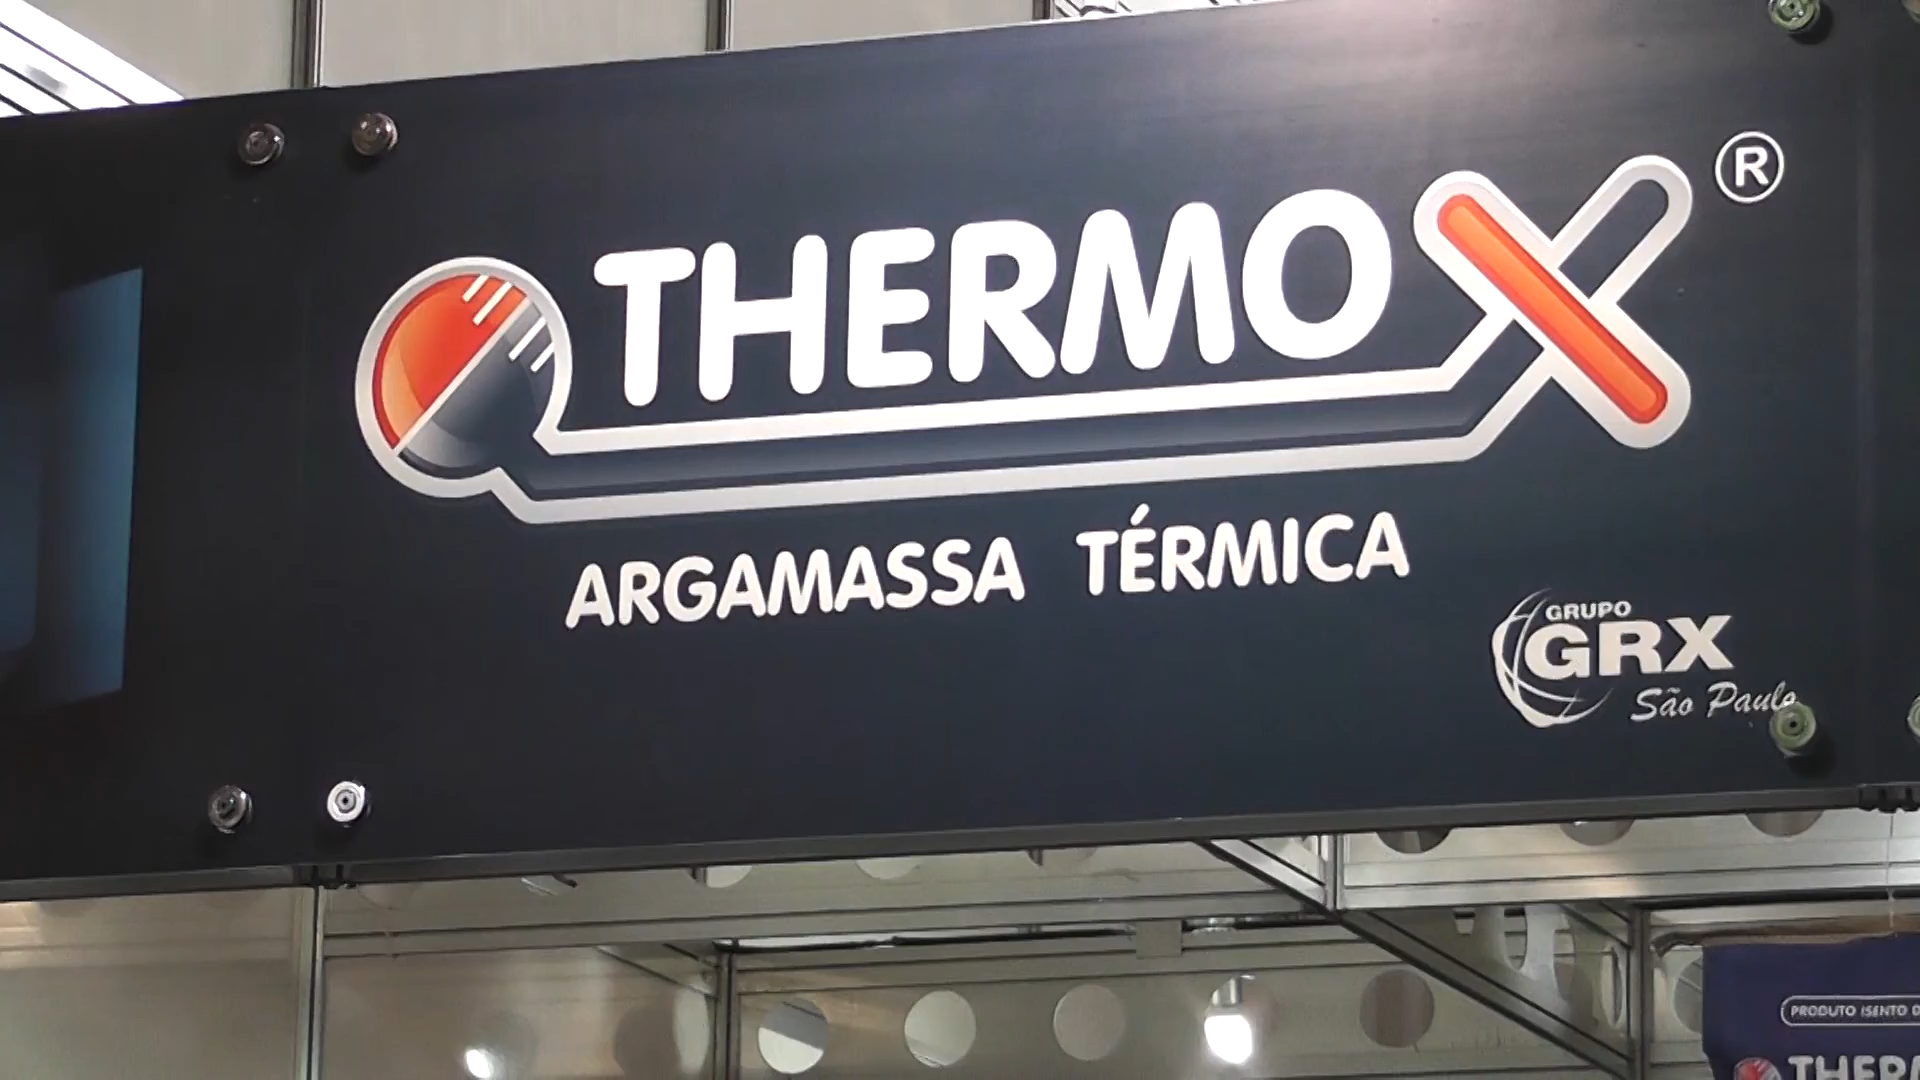 THERMOX®
ARGAMASSA TÉRMICA
GRUPO
GRX
São Paulo
PRODUTO ISENTO